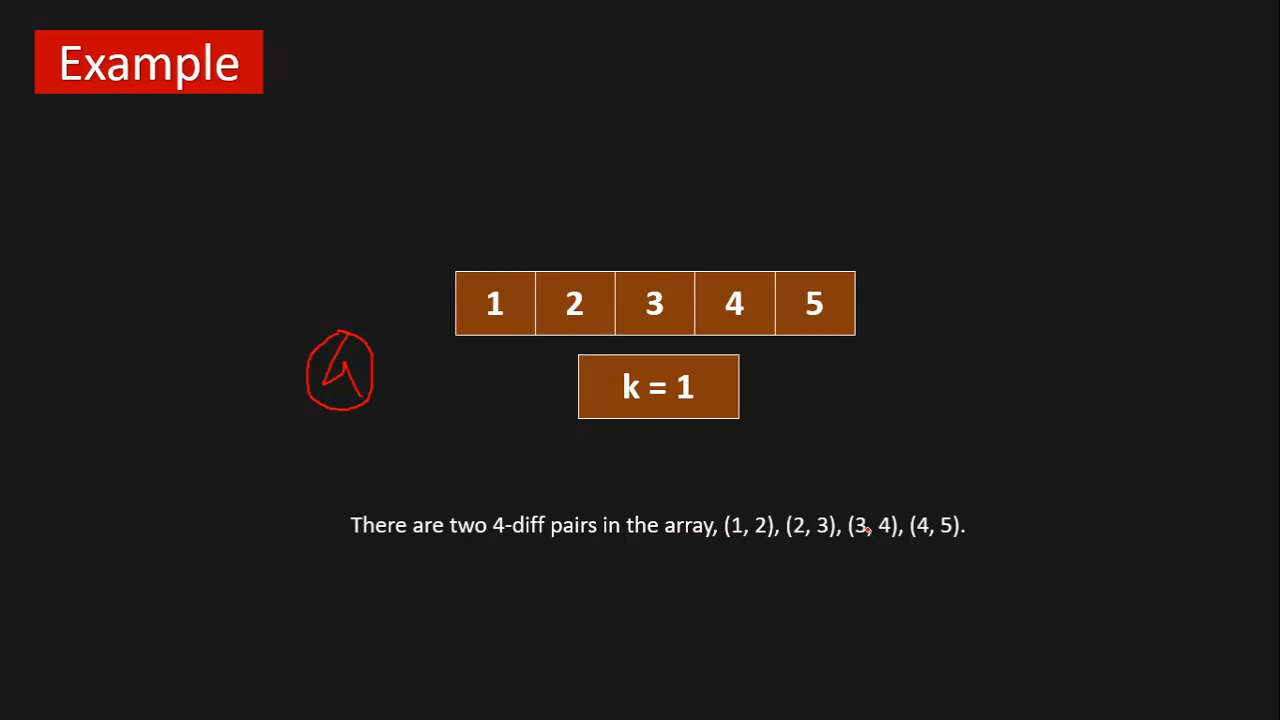 Example
1 2 3 4 5
4
k = 1
There are two 4-diff pairs in the array, (1, 2), (2, 3), (3, 4), (4, 5).